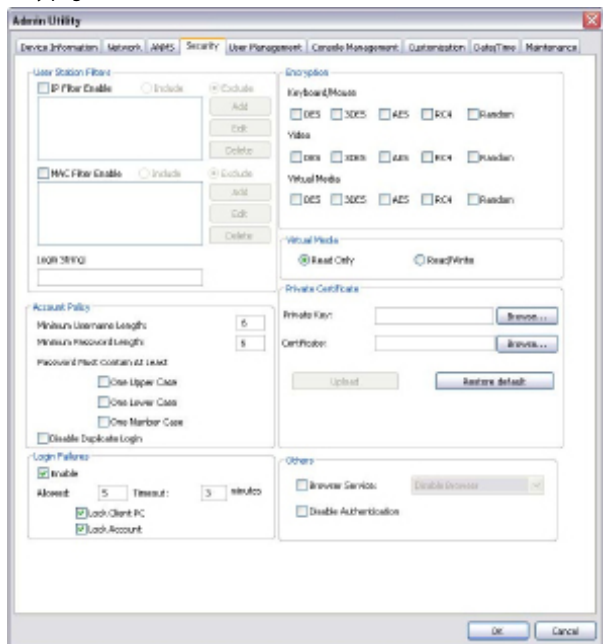 Admin Utility
Device Information Network ANMS Security User Management Console Management Customization Date/Time Maintenance
User Station Filters
IP Filter Enable Include Exclude
Add
Edit
Delete
MAC Filter Enable Include Exclude
Add
Edit
Delete
Login String:
Account Policy
Minimum Username Length: 6
Minimum Password Length: 6
Password Must Contain At Least
One Upper Case
One Lower Case
One Number Case
Disable Duplicate Login
Login Failures
Enable
Allowed: 5 Timeout: 3 minutes
Lock Client PC
Lock Account
Encryption
Keyboard/Mouse
DES 3DES AES RC4 Random
Video
DES 3DES AES RC4 Random
Virtual Media
DES 3DES AES RC4 Random
Virtual Media
Read Only Read/Write
Private Certificate
Private Key: Browse...
Certificate: Browse...
Upload Restore default
Others
Browser Service: Disable Browser
Disable Authentication
OK Cancel